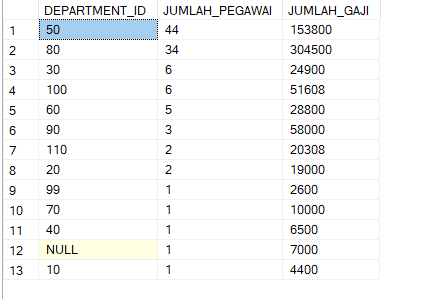 DEPARTMENT_ID JUMLAH_PEGAWAI JUMLAH_GAJI
1 50 44 153800
2 80 34 304500
3 30 6 24900
4 100 6 51608
5 60 5 28800
6 90 3 58000
7 110 2 20308
8 20 2 19000
9 99 1 2600
10 70 1 10000
11 40 1 6500
12 NULL 1 7000
13 10 1 4400